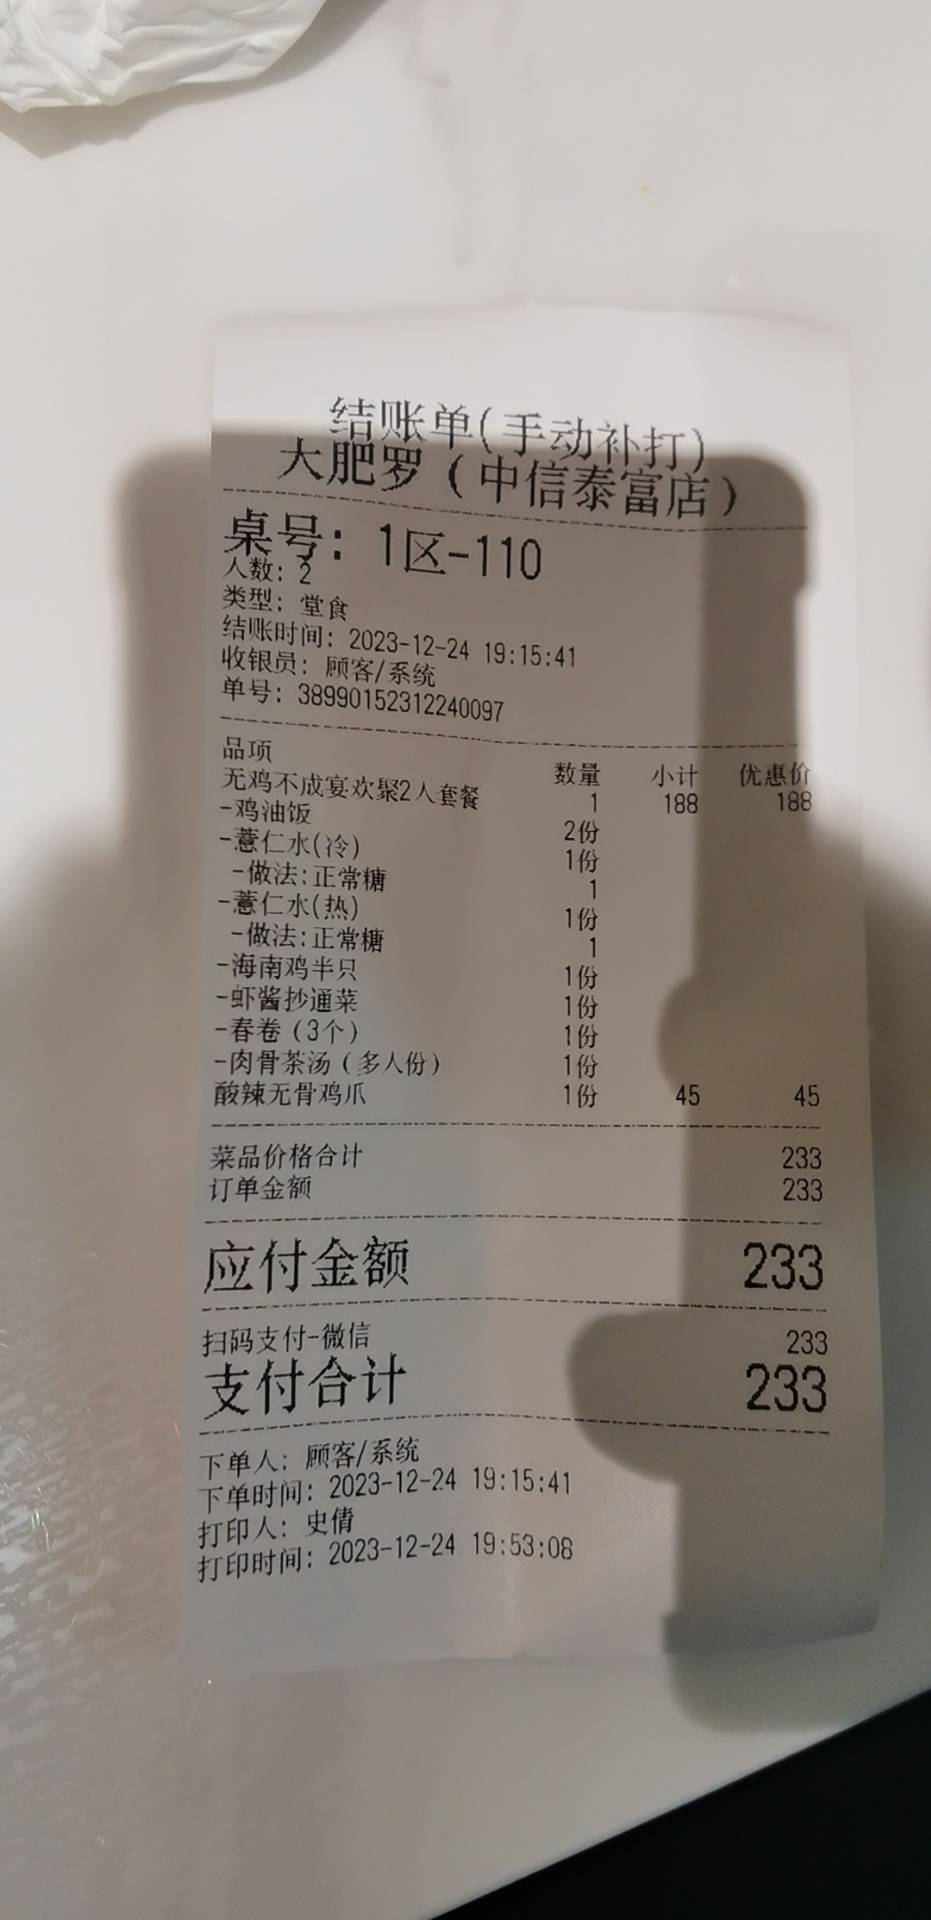 结账单(手动补打)
大肥罗（中信泰富店）
桌号：1区-110
人数：2
类型：堂食
结账时间：2023-12-24 19:15:41
收银员：顾客/系统
单号：38990152312240097
品项 数量 小计 优惠价
无鸡不成宴欢聚2人套餐 1 188 188
-鸡油饭 2份
-薏仁水(冷) 1份
-做法:正常糖 1
-薏仁水(热) 1份
-做法:正常糖 1
-海南鸡半只 1份
-虾酱抄通菜 1份
-春卷（3个） 1份
-肉骨茶汤（多人份） 1份
酸辣无骨鸡爪 1份 45 45
菜品价格合计 233
订单金额 233
应付金额 233
扫码支付-微信 233
支付合计 233
下单人：顾客/系统
下单时间：2023-12-24 19:15:41
打印人：史倩
打印时间：2023-12-24 19:53:08